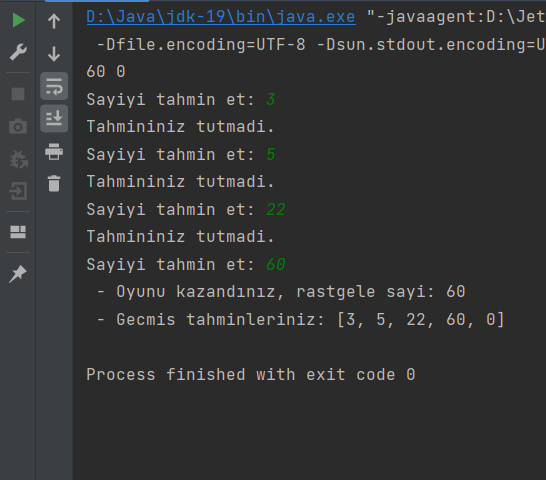 D:\Java\jdk-19\bin\java.exe "-javaagent:D:\Jet
-Dfile.encoding=UTF-8 -Dsun.stdout.encoding=U
60 0
Sayiyi tahmin et: 3
Tahmininiz tutmadi.
Sayiyi tahmin et: 5
Tahmininiz tutmadi.
Sayiyi tahmin et: 22
Tahmininiz tutmadi.
Sayiyi tahmin et: 60
- Oyunu kazandınız, rastgele sayi: 60
- Gecmis tahminleriniz: [3, 5, 22, 60, 0]
Process finished with exit code 0